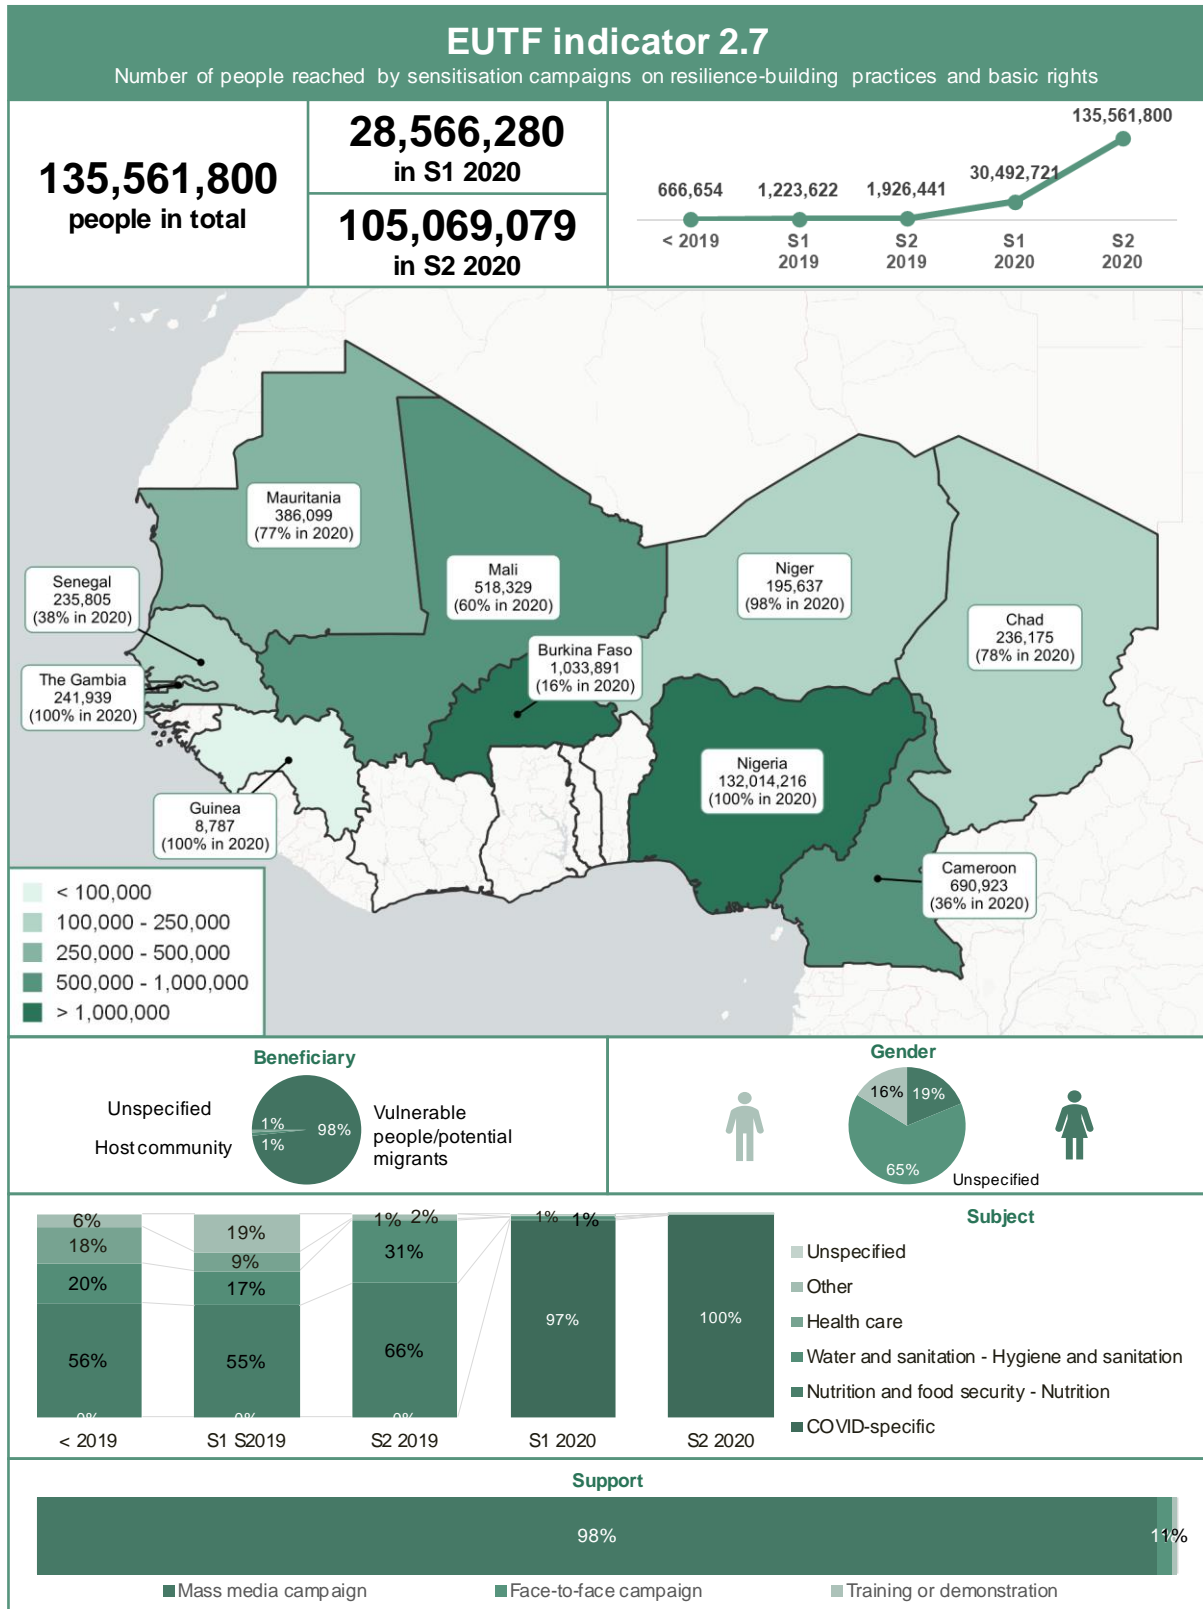 EUTF indicator 2.7
Number of people reached by sensitisation campaigns on resilience-building practices and basic rights
135,561,800
people in total
28,566,280
in S1 2020
105,069,079
in S2 2020
135,561,800
30,492,721
666,654
1,223,622
1,926,441
< 2019
S1
2019
S2
2019
S1
2020
S2
2020
Mauritania
386,099
(77% in 2020)
Mali
518,329
(60% in 2020)
Niger
195,637
(98% in 2020)
Chad
236,175
(78% in 2020)
Senegal
235,805
(38% in 2020)
The Gambia
241,939
(100% in 2020)
Burkina Faso
1,033,891
(16% in 2020)
Nigeria
132,014,216
(100% in 2020)
Guinea
8,787
(100% in 2020)
Cameroon
690,923
(36% in 2020)
< 100,000
100,000 - 250,000
250,000 - 500,000
500,000 - 1,000,000
> 1,000,000
Beneficiary
Unspecified
Host community
1%
1%
98%
Vulnerable
people/potential
migrants
Gender
16%
19%
65%
Unspecified
Subject
6%
18%
20%
56%
0%
< 2019
19%
9%
17%
55%
0%
S1 S2019
1%
2%
31%
66%
0%
S2 2019
1%
1%
97%
S1 2020
100%
S2 2020
Unspecified
Other
Health care
Water and sanitation - Hygiene and sanitation
Nutrition and food security - Nutrition
COVID-specific
Support
98%
1%
1%
Mass media campaign
Face-to-face campaign
Training or demonstration